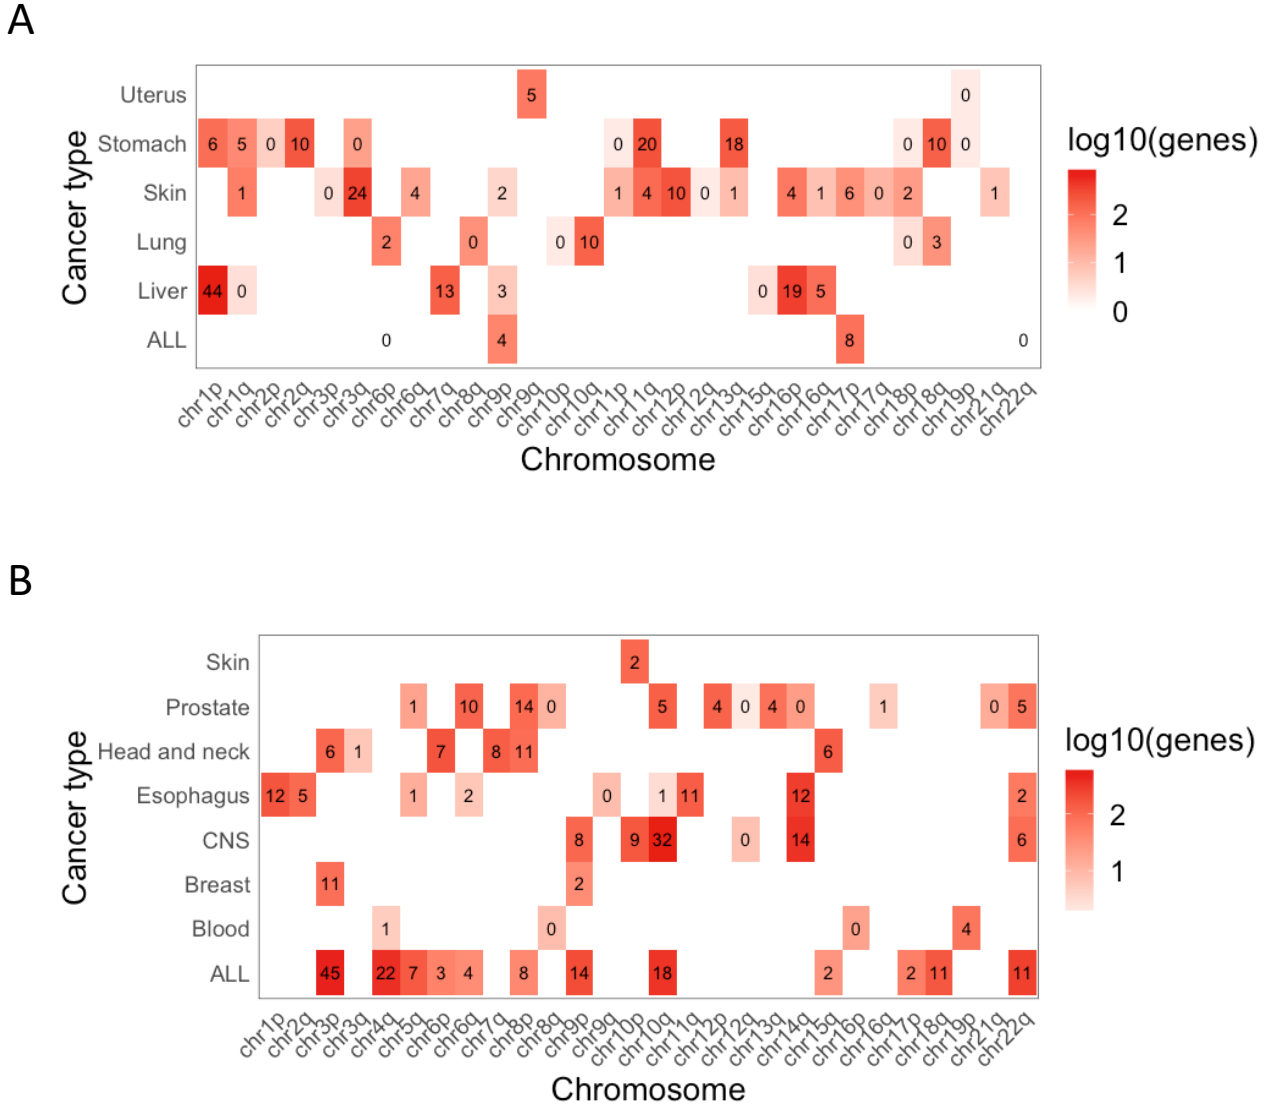 A
Cancer type
Uterus 5 0
Stomach 6 5 0 10 0 0 20 18 0 10 0
Skin 1 0 24 4 2 1 4 10 0 1 4 1 6 0 2 1
Lung 2 0 0 10 0 3
Liver 44 0 13 3 0 19 5
ALL 0 4 8 0
chr1p chr1q chr2p chr2q chr3p chr3q chr6p chr6q chr7q chr8q chr9p chr9q chr10p chr10q chr11p chr11q chr12p chr12q chr13q chr15q chr16p chr16q chr17p chr17q chr18p chr18q chr19p chr21q chr22q
Chromosome
log10(genes)
2
1
0
B
Cancer type
Skin 2
Prostate 1 10 14 0 5 4 0 4 0 1 0 5
Head and neck 6 1 7 8 11 6
Esophagus 12 5 1 2 0 1 11 12 2
CNS 8 9 32 0 14 6
Breast 11 2
Blood 1 0 0 4
ALL 45 22 7 3 4 8 14 18 2 2 11 11
chr1p chr2q chr3p chr3q chr4q chr5q chr6p chr6q chr7q chr8p chr8q chr9p chr9q chr10p chr10q chr11q chr12p chr12q chr13q chr14q chr15q chr16p chr16q chr17p chr18q chr19p chr21q chr22q
Chromosome
log10(genes)
2
1